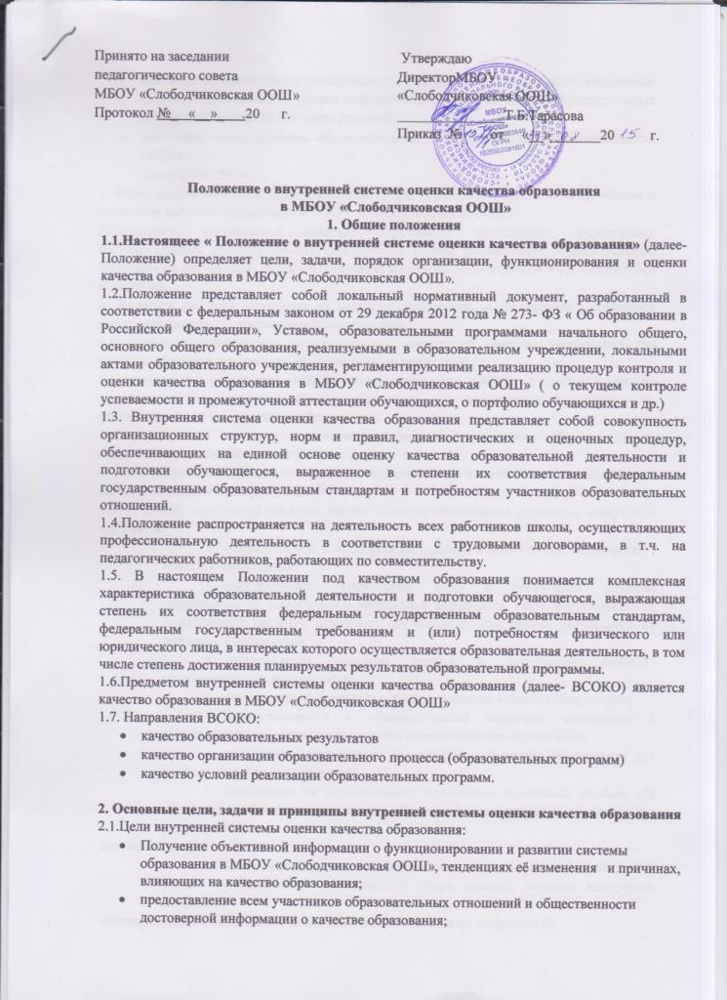 Принято на заседании
педагогического совета
МБОУ «Слободчиковская ООШ»
Протокол №_ «_ »_ .20 г.
Утверждаю
ДиректорМБОУ
«Слободчиковская ООШ»
Т.Б.Тарасова
Приказ № от « » 08 20 15 г.
Положение о внутренней системе оценки качества образования
в МБОУ «Слободчиковская ООШ»
1. Общие положения
1.1.Настоящеее « Положение о внутренней системе оценки качества образования» (далее-
Положение) определяет цели, задачи, порядок организации, функционирования и оценки
качества образования в МБОУ «Слободчиковская ООШ».
1.2.Положение представляет собой локальный нормативный документ, разработанный в
соответствии с федеральным законом от 29 декабря 2012 года № 273- ФЗ « Об образовании в
Российской Федерации», Уставом, образовательными программами начального общего,
основного общего образования, реализуемыми в образовательном учреждении, локальными
актами образовательного учреждения, регламентирующими реализацию процедур контроля и
оценки качества образования в МБОУ «Слободчиковская ООШ» ( о текущем контроле
успеваемости и промежуточной аттестации обучающихся, о портфолио обучающихся и др.)
1.3. Внутренняя система оценки качества образования представляет собой совокупность
организационных структур, норм и правил, диагностических и оценочных процедур,
обеспечивающих на единой основе оценку качества образовательной деятельности и
подготовки обучающегося, выраженное в степени их соответствия федеральным
государственным образовательным стандартам и потребностям участников образовательных
отношений.
1.4.Положение распространяется на деятельность всех работников школы, осуществляющих
профессиональную деятельность в соответствии с трудовыми договорами, в т.ч. на
педагогических работников, работающих по совместительству.
1.5. В настоящем Положении под качеством образования понимается комплексная
характеристика образовательной деятельности и подготовки обучающегося, выражающая
степень их соответствия федеральным государственным образовательным стандартам,
федеральным государственным требованиям и (или) потребностям физического или
юридического лица, в интересах которого осуществляется образовательная деятельность, в том
числе степень достижения планируемых результатов образовательной программы.
1.6.Предметом внутренней системы оценки качества образования (далее- ВСОКО) является
качество образования в МБОУ «Слободчиковская ООШ»
1.7. Направления ВСОКО:
• качество образовательных результатов
• качество организации образовательного процесса (образовательных программ)
• качество условий реализации образовательных программ.
2. Основные цели, задачи и принципы внутренней системы оценки качества образования
2.1.Цели внутренней системы оценки качества образования:
• Получение объективной информации о функционировании и развитии системы
образования в МБОУ «Слободчиковская ООШ», тенденциях её изменения и причинах,
влияющих на качество образования;
• предоставление всем участников образовательных отношений и общественности
достоверной информации о качестве образования;